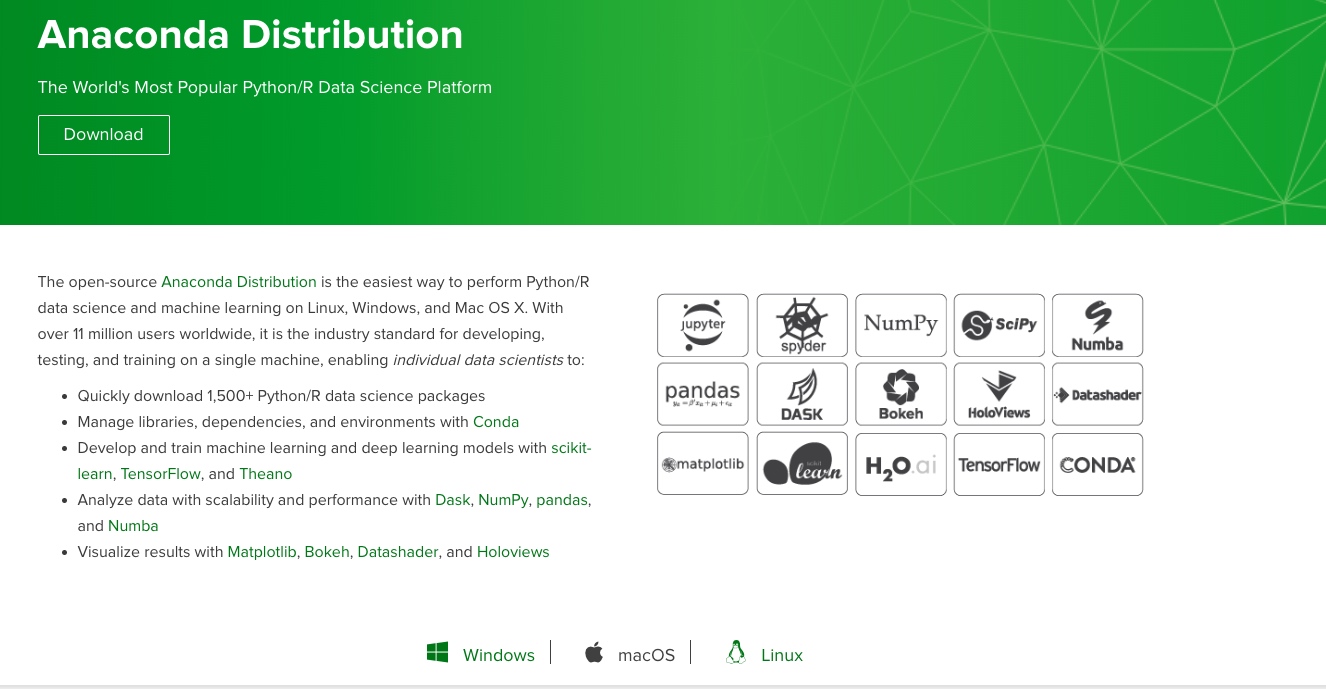 Anaconda Distribution
The World's Most Popular Python/R Data Science Platform
Download
The open-source Anaconda Distribution is the easiest way to perform Python/R
data science and machine learning on Linux, Windows, and Mac OS X. With
over 11 million users worldwide, it is the industry standard for developing,
testing, and training on a single machine, enabling individual data scientists to:
• Quickly download 1,500+ Python/R data science packages
• Manage libraries, dependencies, and environments with Conda
• Develop and train machine learning and deep learning models with scikit-
learn, TensorFlow, and Theano
• Analyze data with scalability and performance with Dask, NumPy, pandas,
and Numba
• Visualize results with Matplotlib, Bokeh, Datashader, and Holoviews
jupyter
spyder
NumPy
SciPy
Numba
pandas
DASK
Bokeh
HoloViews
Datashader
matplotlib
scikit
learn
H2O.ai
TensorFlow
CONDA
Windows
macOS
Linux